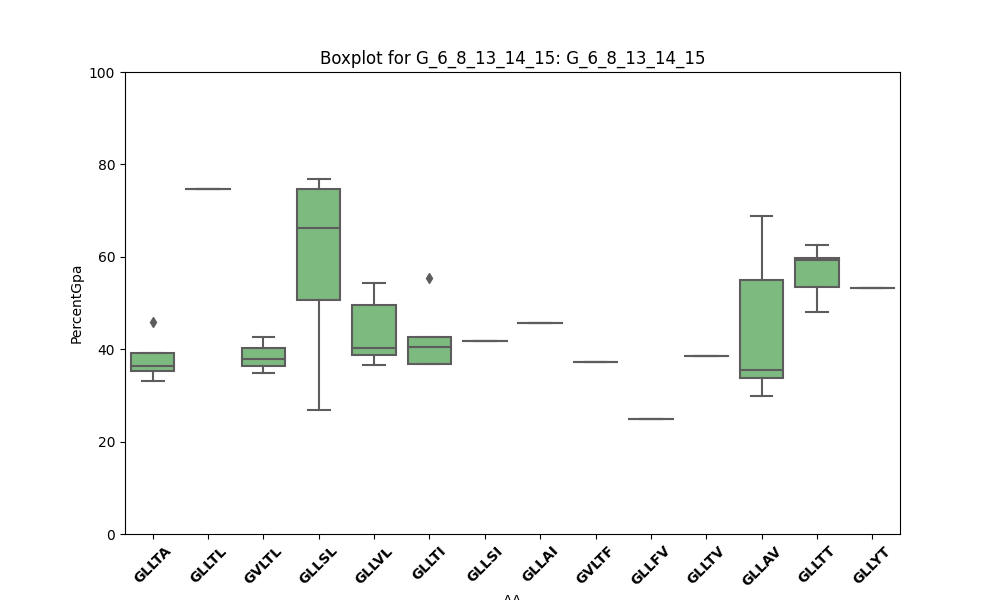 Boxplot for G_6_8_13_14_15: G_6_8_13_14_15
100
80
60
40
20
0
PercentGpa
GLLTA
GLLTL
GVLTL
GLLSL
GLLVL
GLLTI
GLLSI
GLLAI
GVLTF
GLLFV
GLLTV
GLLAV
GLLTT
GLLYT
AA